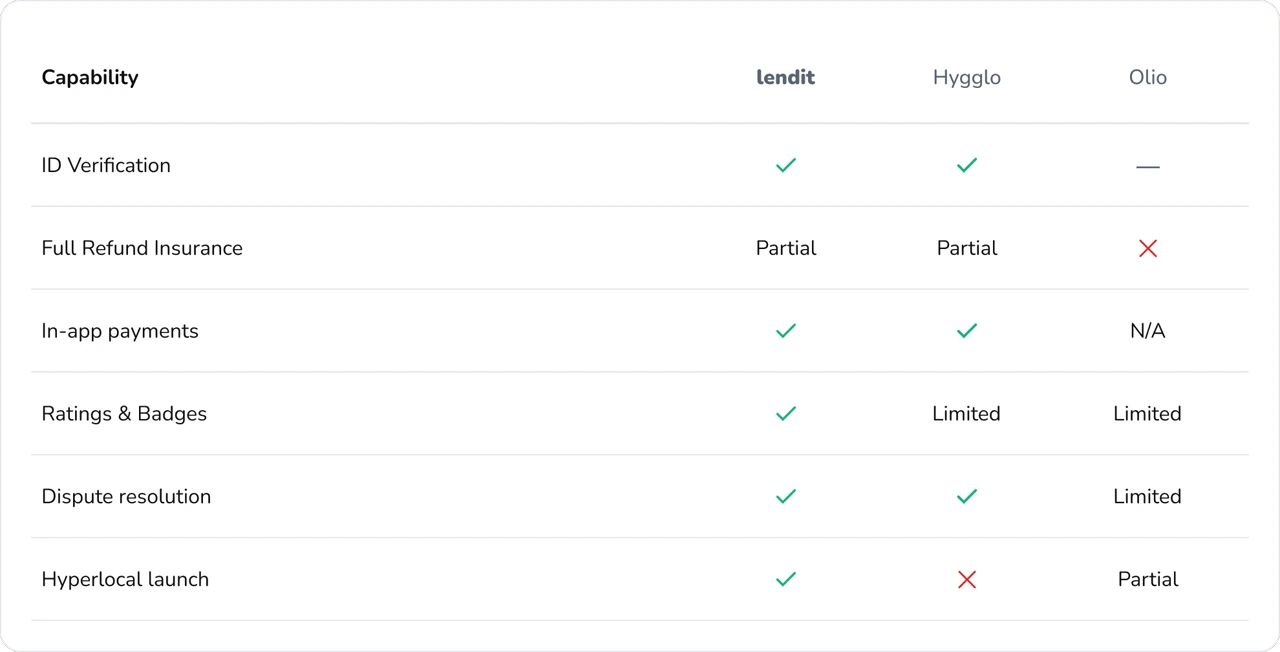 Capability lendit Hygglo Olio
ID Verification ✓ ✓ —
Full Refund Insurance Partial Partial ✕
In-app payments ✓ ✓ N/A
Ratings & Badges ✓ Limited Limited
Dispute resolution ✓ ✓ Limited
Hyperlocal launch ✓ ✕ Partial